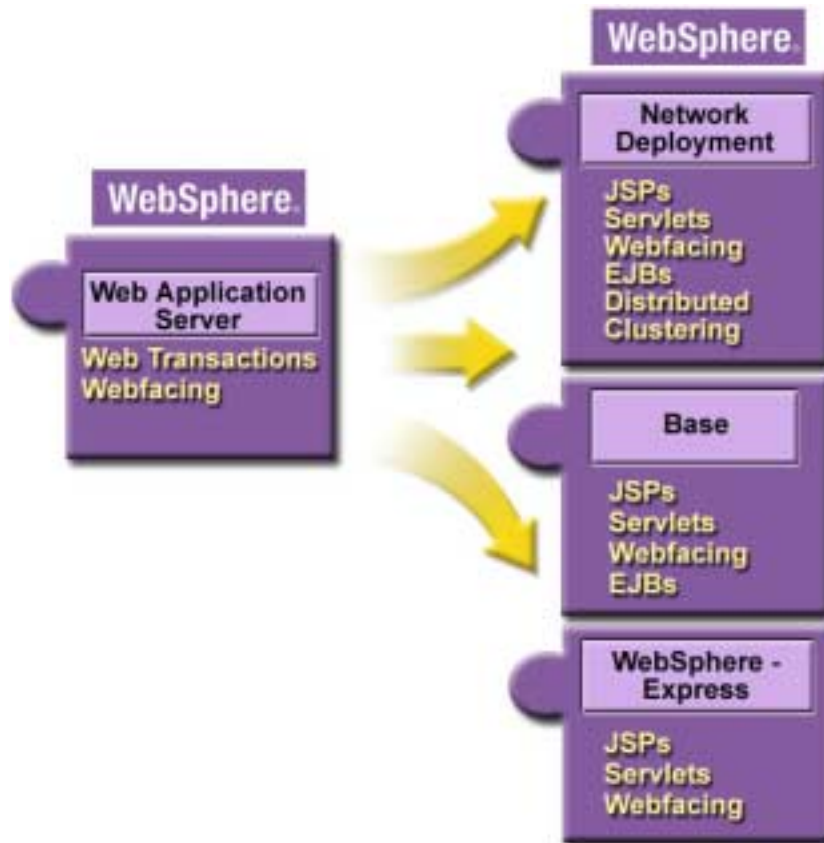 WebSphere.
Web Application
Server
Web Transactions
Webfacing
WebSphere.
Network
Deployment
JSPs
Servlets
Webfacing
EJBs
Distributed
Clustering
Base
JSPs
Servlets
Webfacing
EJBs
WebSphere -
Express
JSPs
Servlets
Webfacing